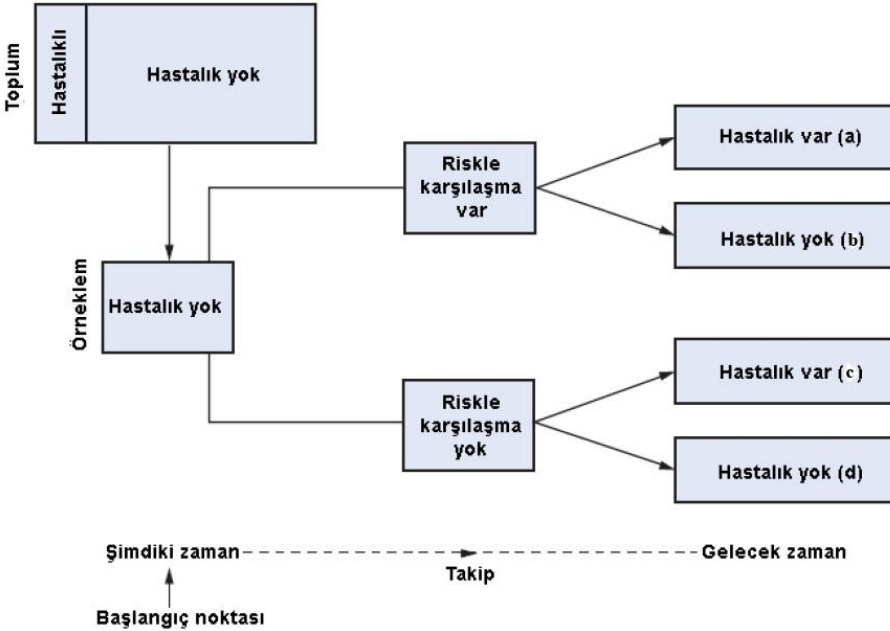 Toplum
Hastalıklı
Hastalık yok
Riskle
karşılaşma
var
Hastalık var (a)
Hastalık yok (b)
Örneklem
Hastalık yok
Riskle
karşılaşma
yok
Hastalık var (c)
Hastalık yok (d)
Şimdiki zaman
Takip
Gelecek zaman
Başlangıç noktası